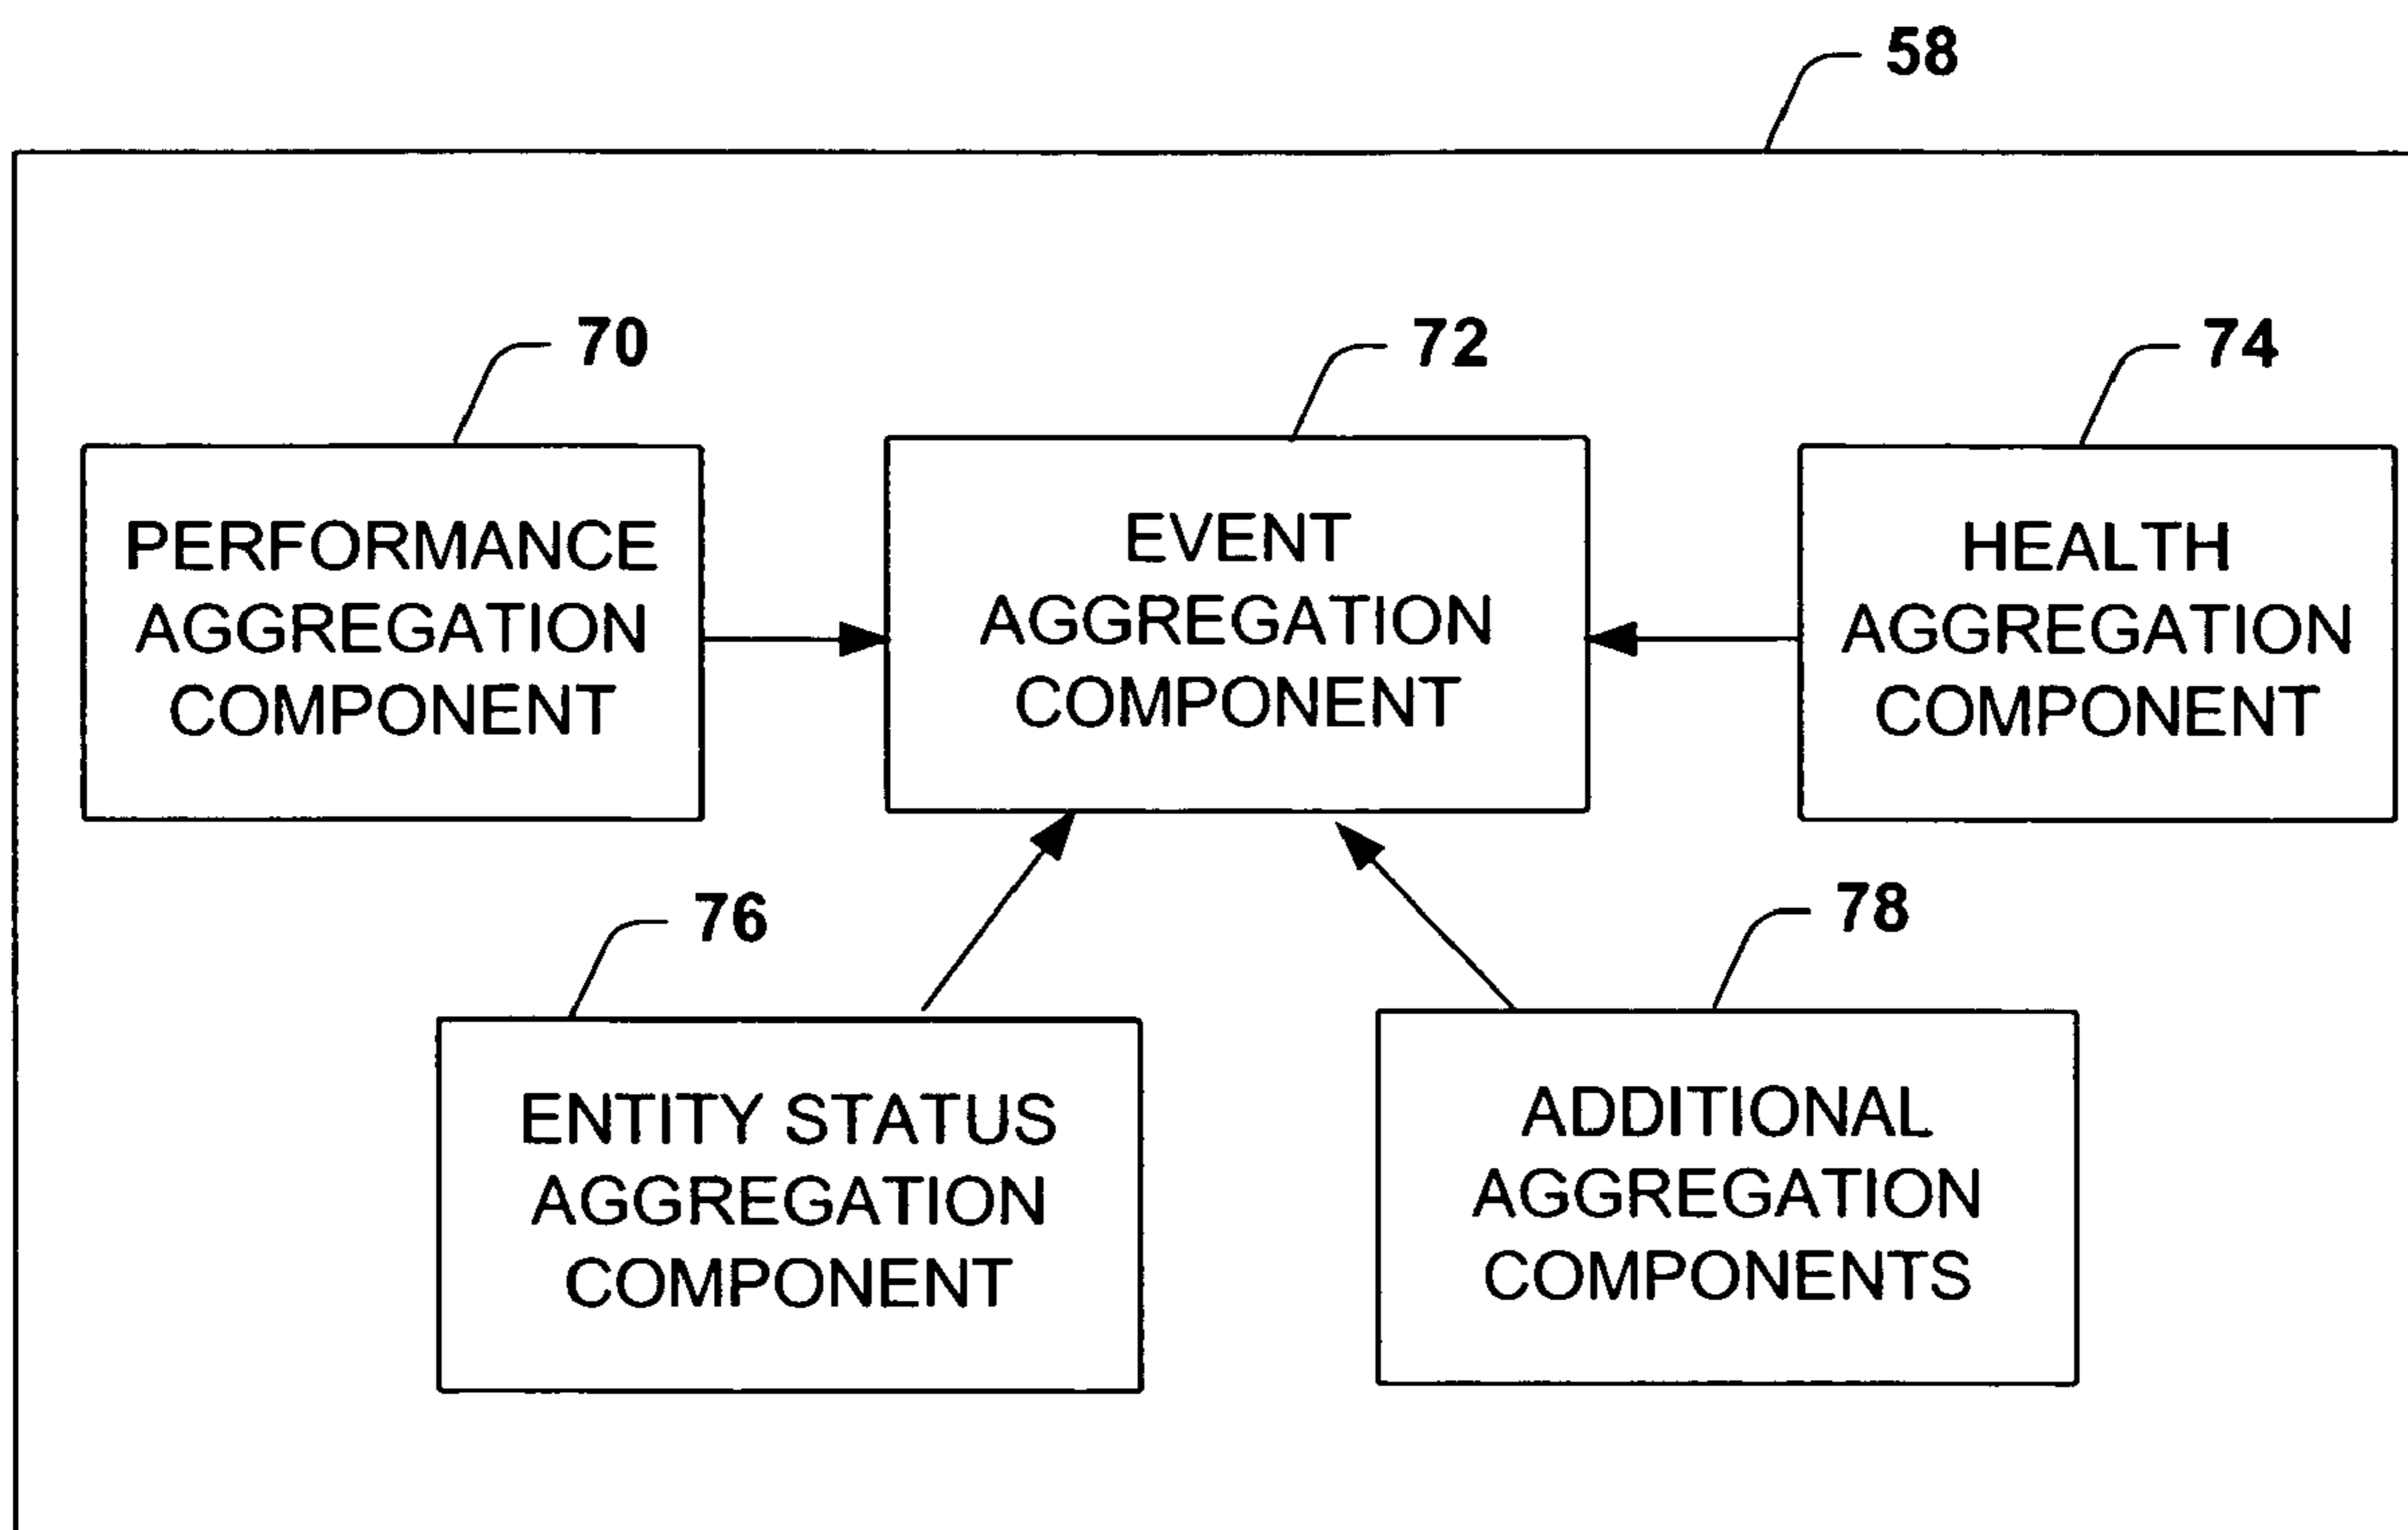 58
70
PERFORMANCE
AGGREGATION
COMPONENT
72
EVENT
AGGREGATION
COMPONENT
74
HEALTH
AGGREGATION
COMPONENT
76
ENTITY STATUS
AGGREGATION
COMPONENT
78
ADDITIONAL
AGGREGATION
COMPONENTS